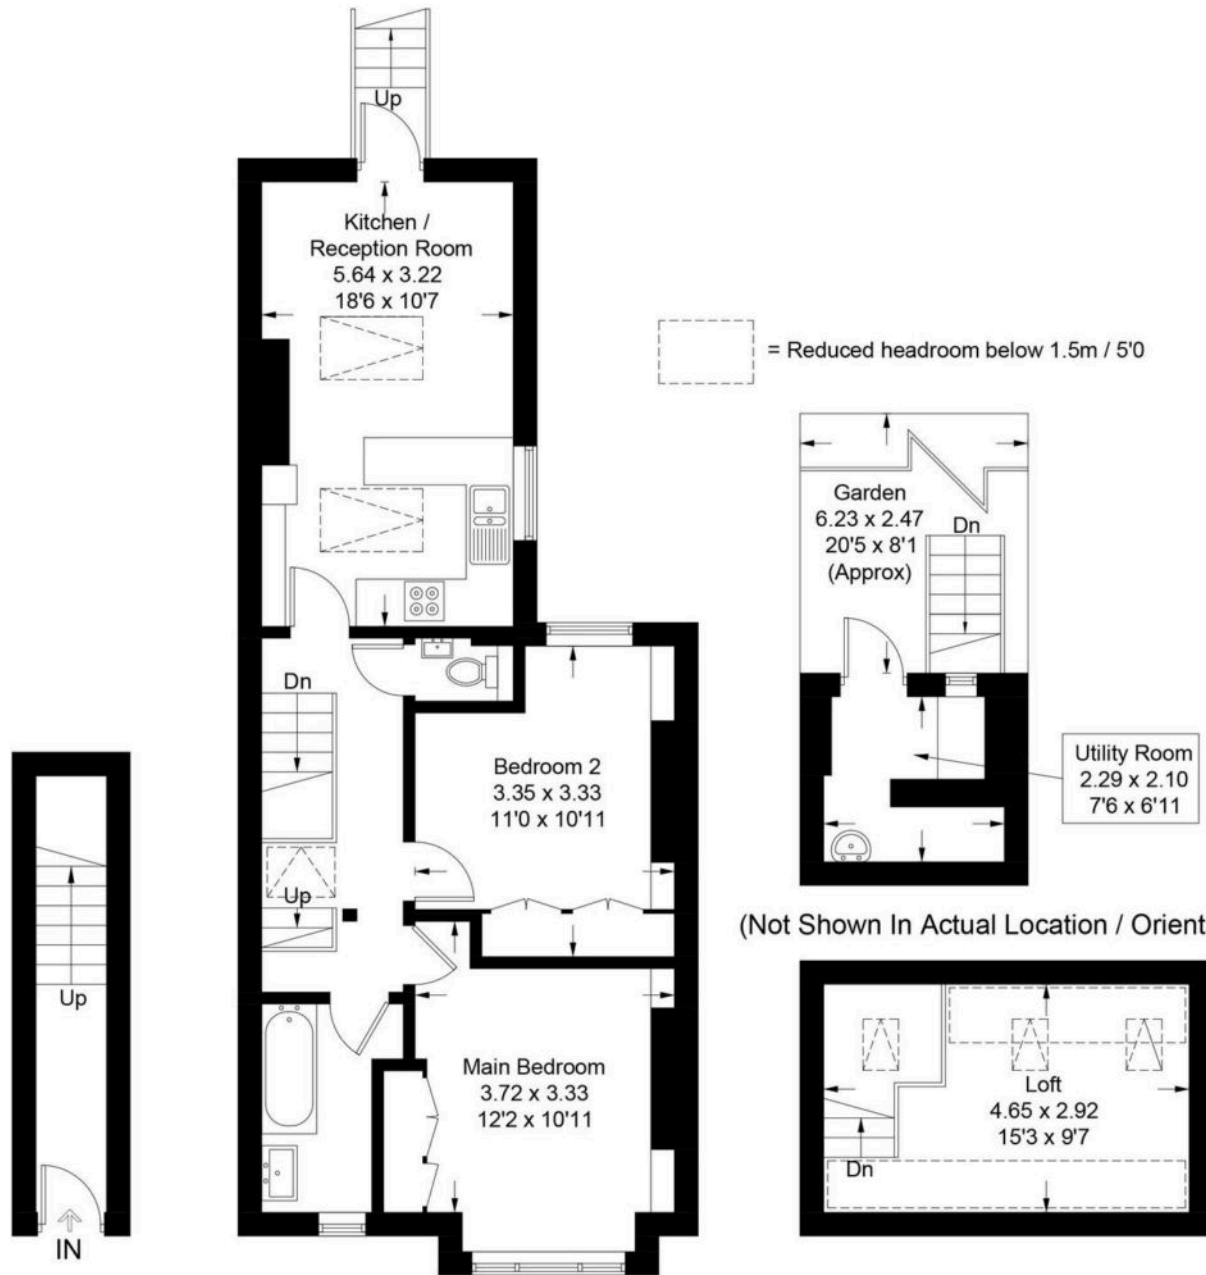 Up
Kitchen /
Reception Room
5.64 x 3.22
18'6 x 10'7
= Reduced headroom below 1.5m / 5'0
Garden
6.23 x 2.47
20'5 x 8'1
(Approx)
Dn
Dn
Utility Room
2.29 x 2.10
7'6 x 6'11
Bedroom 2
3.35 x 3.33
11'0 x 10'11
Up
(Not Shown In Actual Location / Orient
Up
Main Bedroom
3.72 x 3.33
12'2 x 10'11
Loft
4.65 x 2.92
15'3 x 9'7
Dn
IN